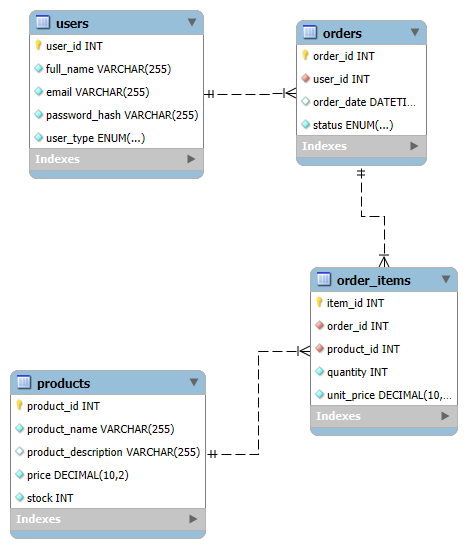 users
user_id INT
full_name VARCHAR(255)
email VARCHAR(255)
password_hash VARCHAR(255)
user_type ENUM(...)
Indexes
orders
order_id INT
user_id INT
order_date DATETI...
status ENUM(...)
Indexes
order_items
item_id INT
order_id INT
product_id INT
quantity INT
unit_price DECIMAL(10,...
Indexes
products
product_id INT
product_name VARCHAR(255)
product_description VARCHAR(255)
price DECIMAL(10,2)
stock INT
Indexes